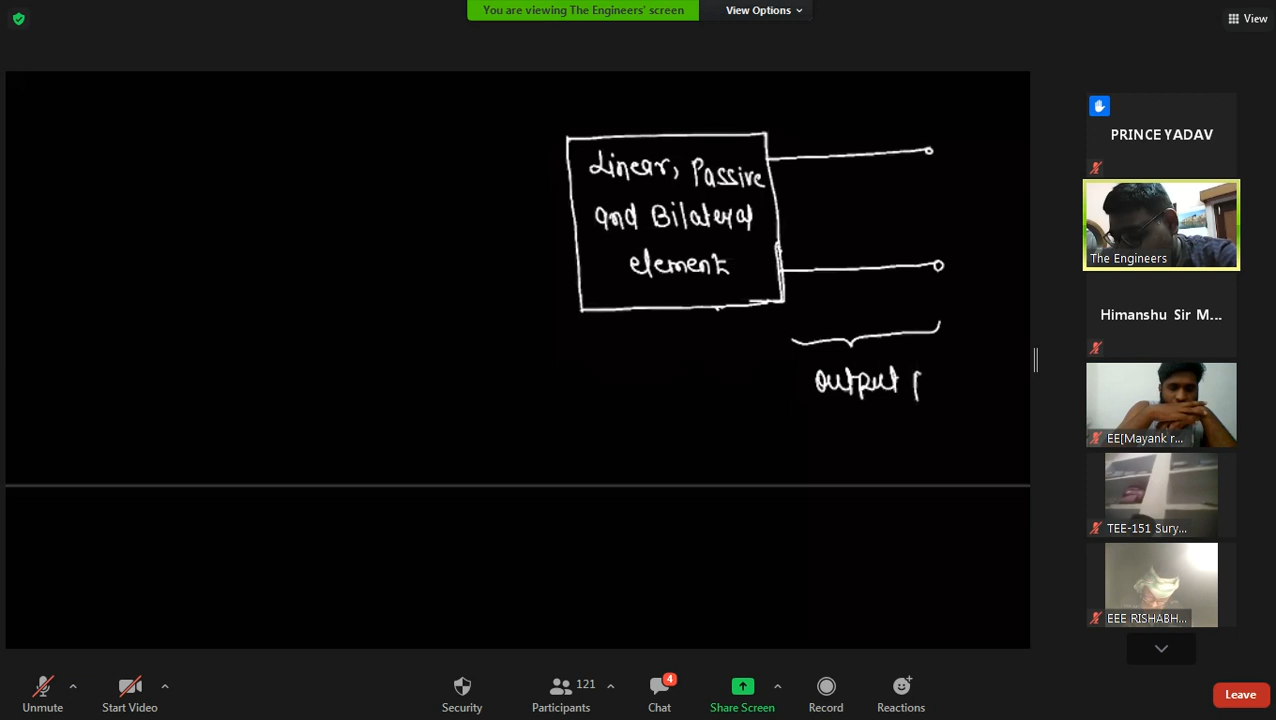 You are viewing The Engineers' screen
View Options
View
Linear, Passive
and Bilateral
element
output p
PRINCE YADAV
The Engineers
Himanshu Sir M...
EE[Mayank r...
TEE-151 Sury...
EEE RISHABH...
Unmute
Start Video
Security
121
Participants
4
Chat
Share Screen
Record
Reactions
Leave